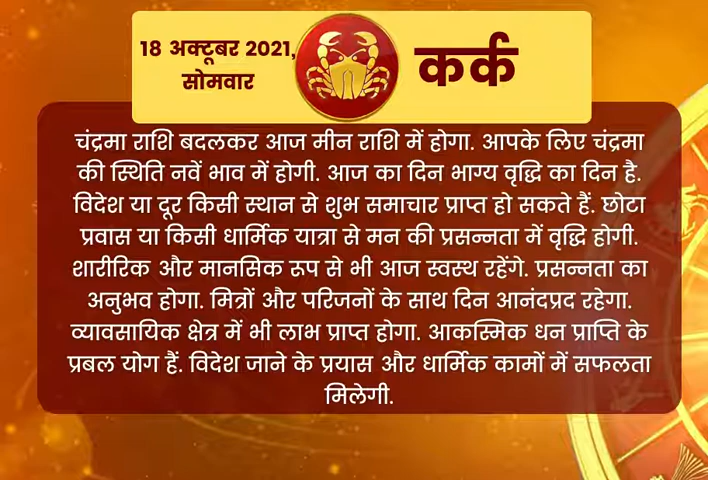 18 अक्टूबर 2021,
सोमवार
कर्क
चंद्रमा राशि बदलकर आज मीन राशि में होगा. आपके लिए चंद्रमा
की स्थिति नवें भाव में होगी. आज का दिन भाग्य वृद्धि का दिन है.
विदेश या दूर किसी स्थान से शुभ समाचार प्राप्त हो सकते हैं. छोटा
प्रवास या किसी धार्मिक यात्रा से मन की प्रसन्नता में वृद्धि होगी.
शारीरिक और मानसिक रूप से भी आज स्वस्थ रहेंगे. प्रसन्नता का
अनुभव होगा. मित्रों और परिजनों के साथ दिन आनंदप्रद रहेगा.
व्यावसायिक क्षेत्र में भी लाभ प्राप्त होगा. आकस्मिक धन प्राप्ति के
प्रबल योग हैं. विदेश जाने के प्रयास और धार्मिक कामों में सफलता
मिलेगी.